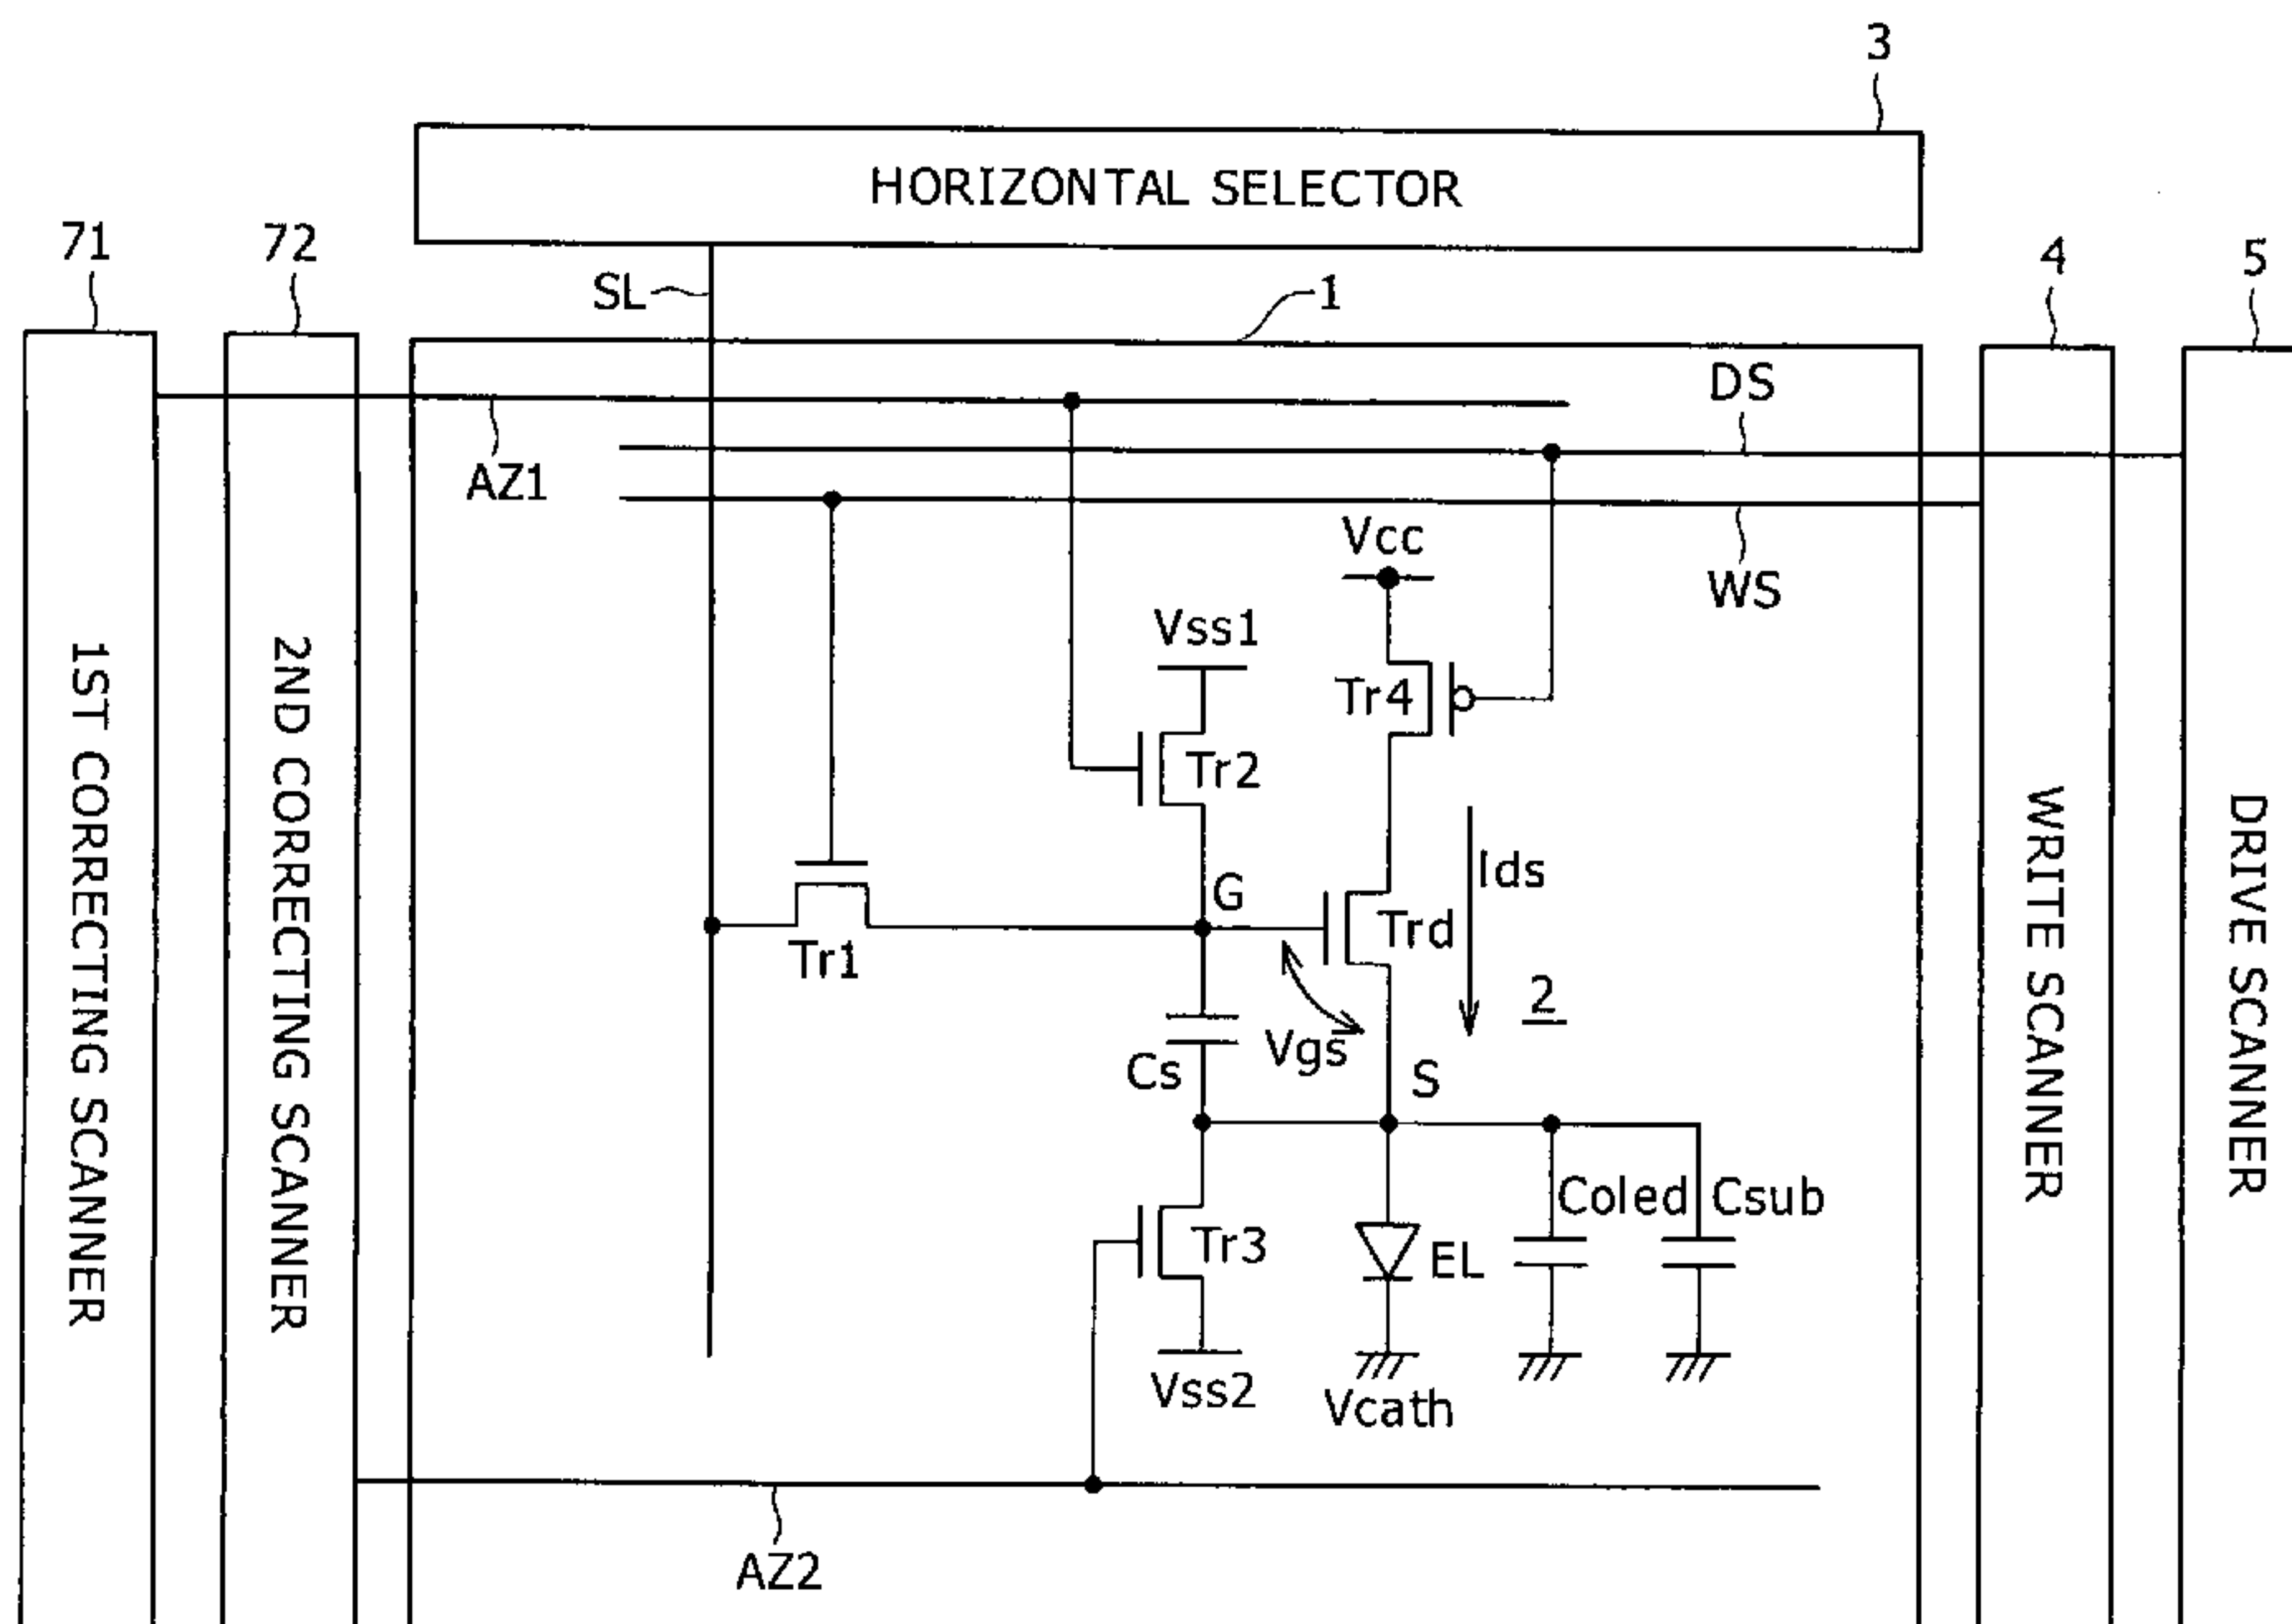 3
HORIZONTAL SELECTOR
71
72
SL
1
4
5
DS
AZ1
Vcc
WS
Vss1
Tr4
Tr2
Ids
G
Trd
Tr1
2
Vgs
Cs
S
Coled
Csub
Tr3
EL
Vss2
Vcath
AZ2
1ST CORRECTING SCANNER
2ND CORRECTING SCANNER
WRITE SCANNER
DRIVE SCANNER